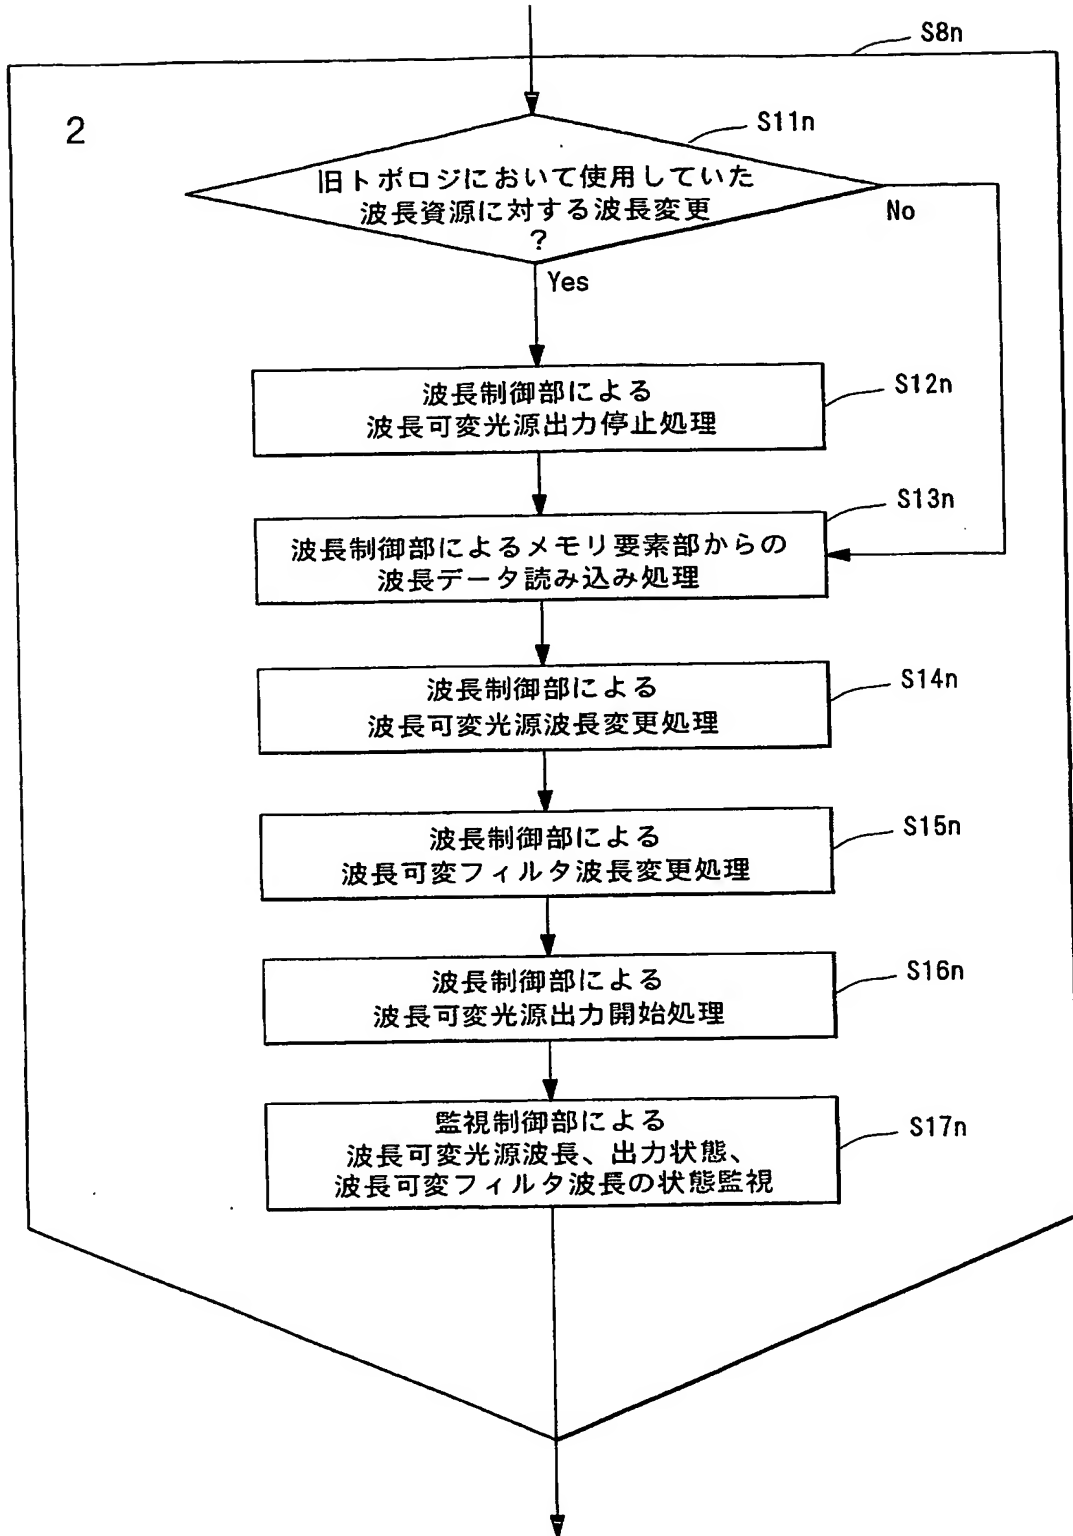 S8n
2
S11n
旧トポロジにおいて使用していた
波長資源に対する波長変更
?
No
Yes
波長制御部による
波長可変光源出力停止処理
S12n
S13n
波長制御部によるメモリ要素部からの
波長データ読み込み処理
波長制御部による
波長可変光源波長変更処理
S14n
波長制御部による
波長可変フィルタ波長変更処理
S15n
波長制御部による
波長可変光源出力開始処理
S16n
監視制御部による
波長可変光源波長、出力状態、
波長可変フィルタ波長の状態監視
S17n